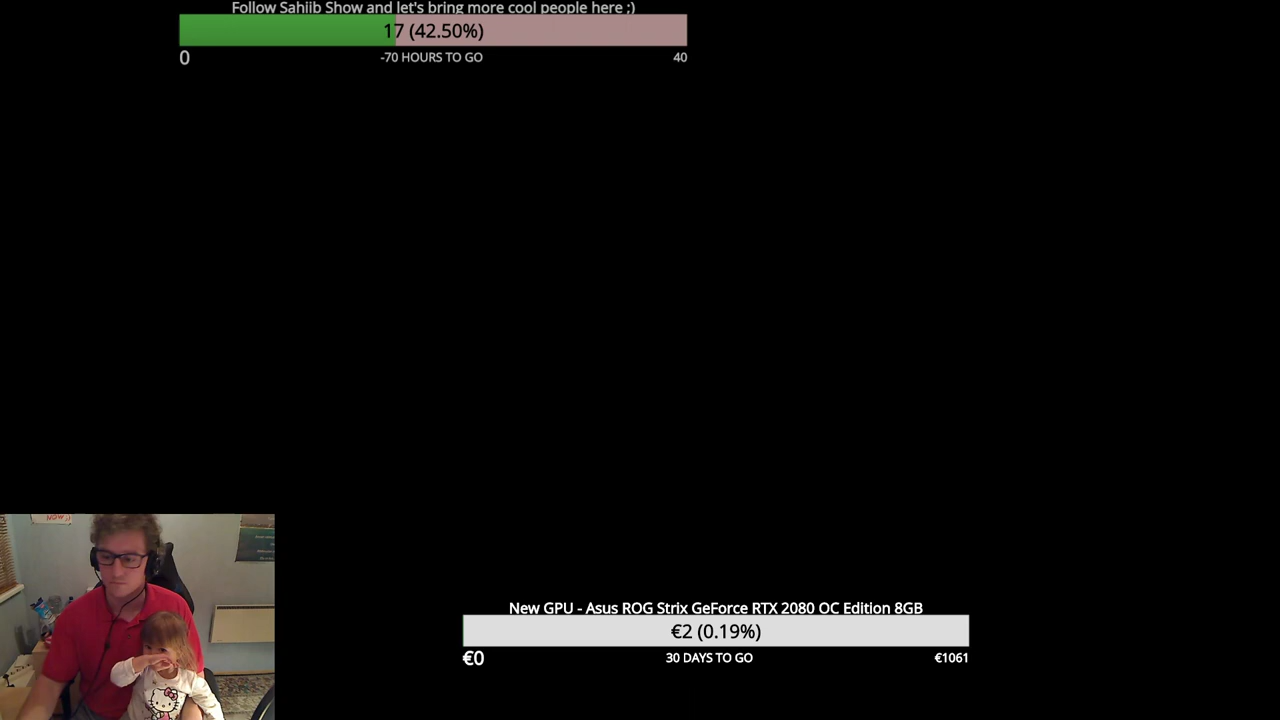 Follow Sahiib Show and let's bring more cool people here ;)
17 (42.50%)
0
-70 HOURS TO GO
40
NOW
New GPU - Asus ROG Strix GeForce RTX 2080 OC Edition 8GB
€2 (0.19%)
€0
30 DAYS TO GO
€1061